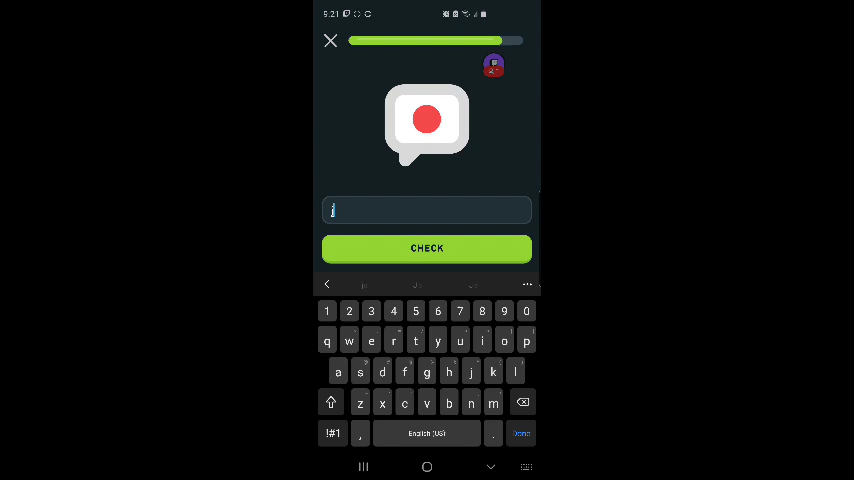 9:21
j
CHECK
1 2 3 4 5 6 7 8 9 0
q w e r t y u i o p
a s d f g h j k l
z x c v b n m
!#1 , English (US) . Done